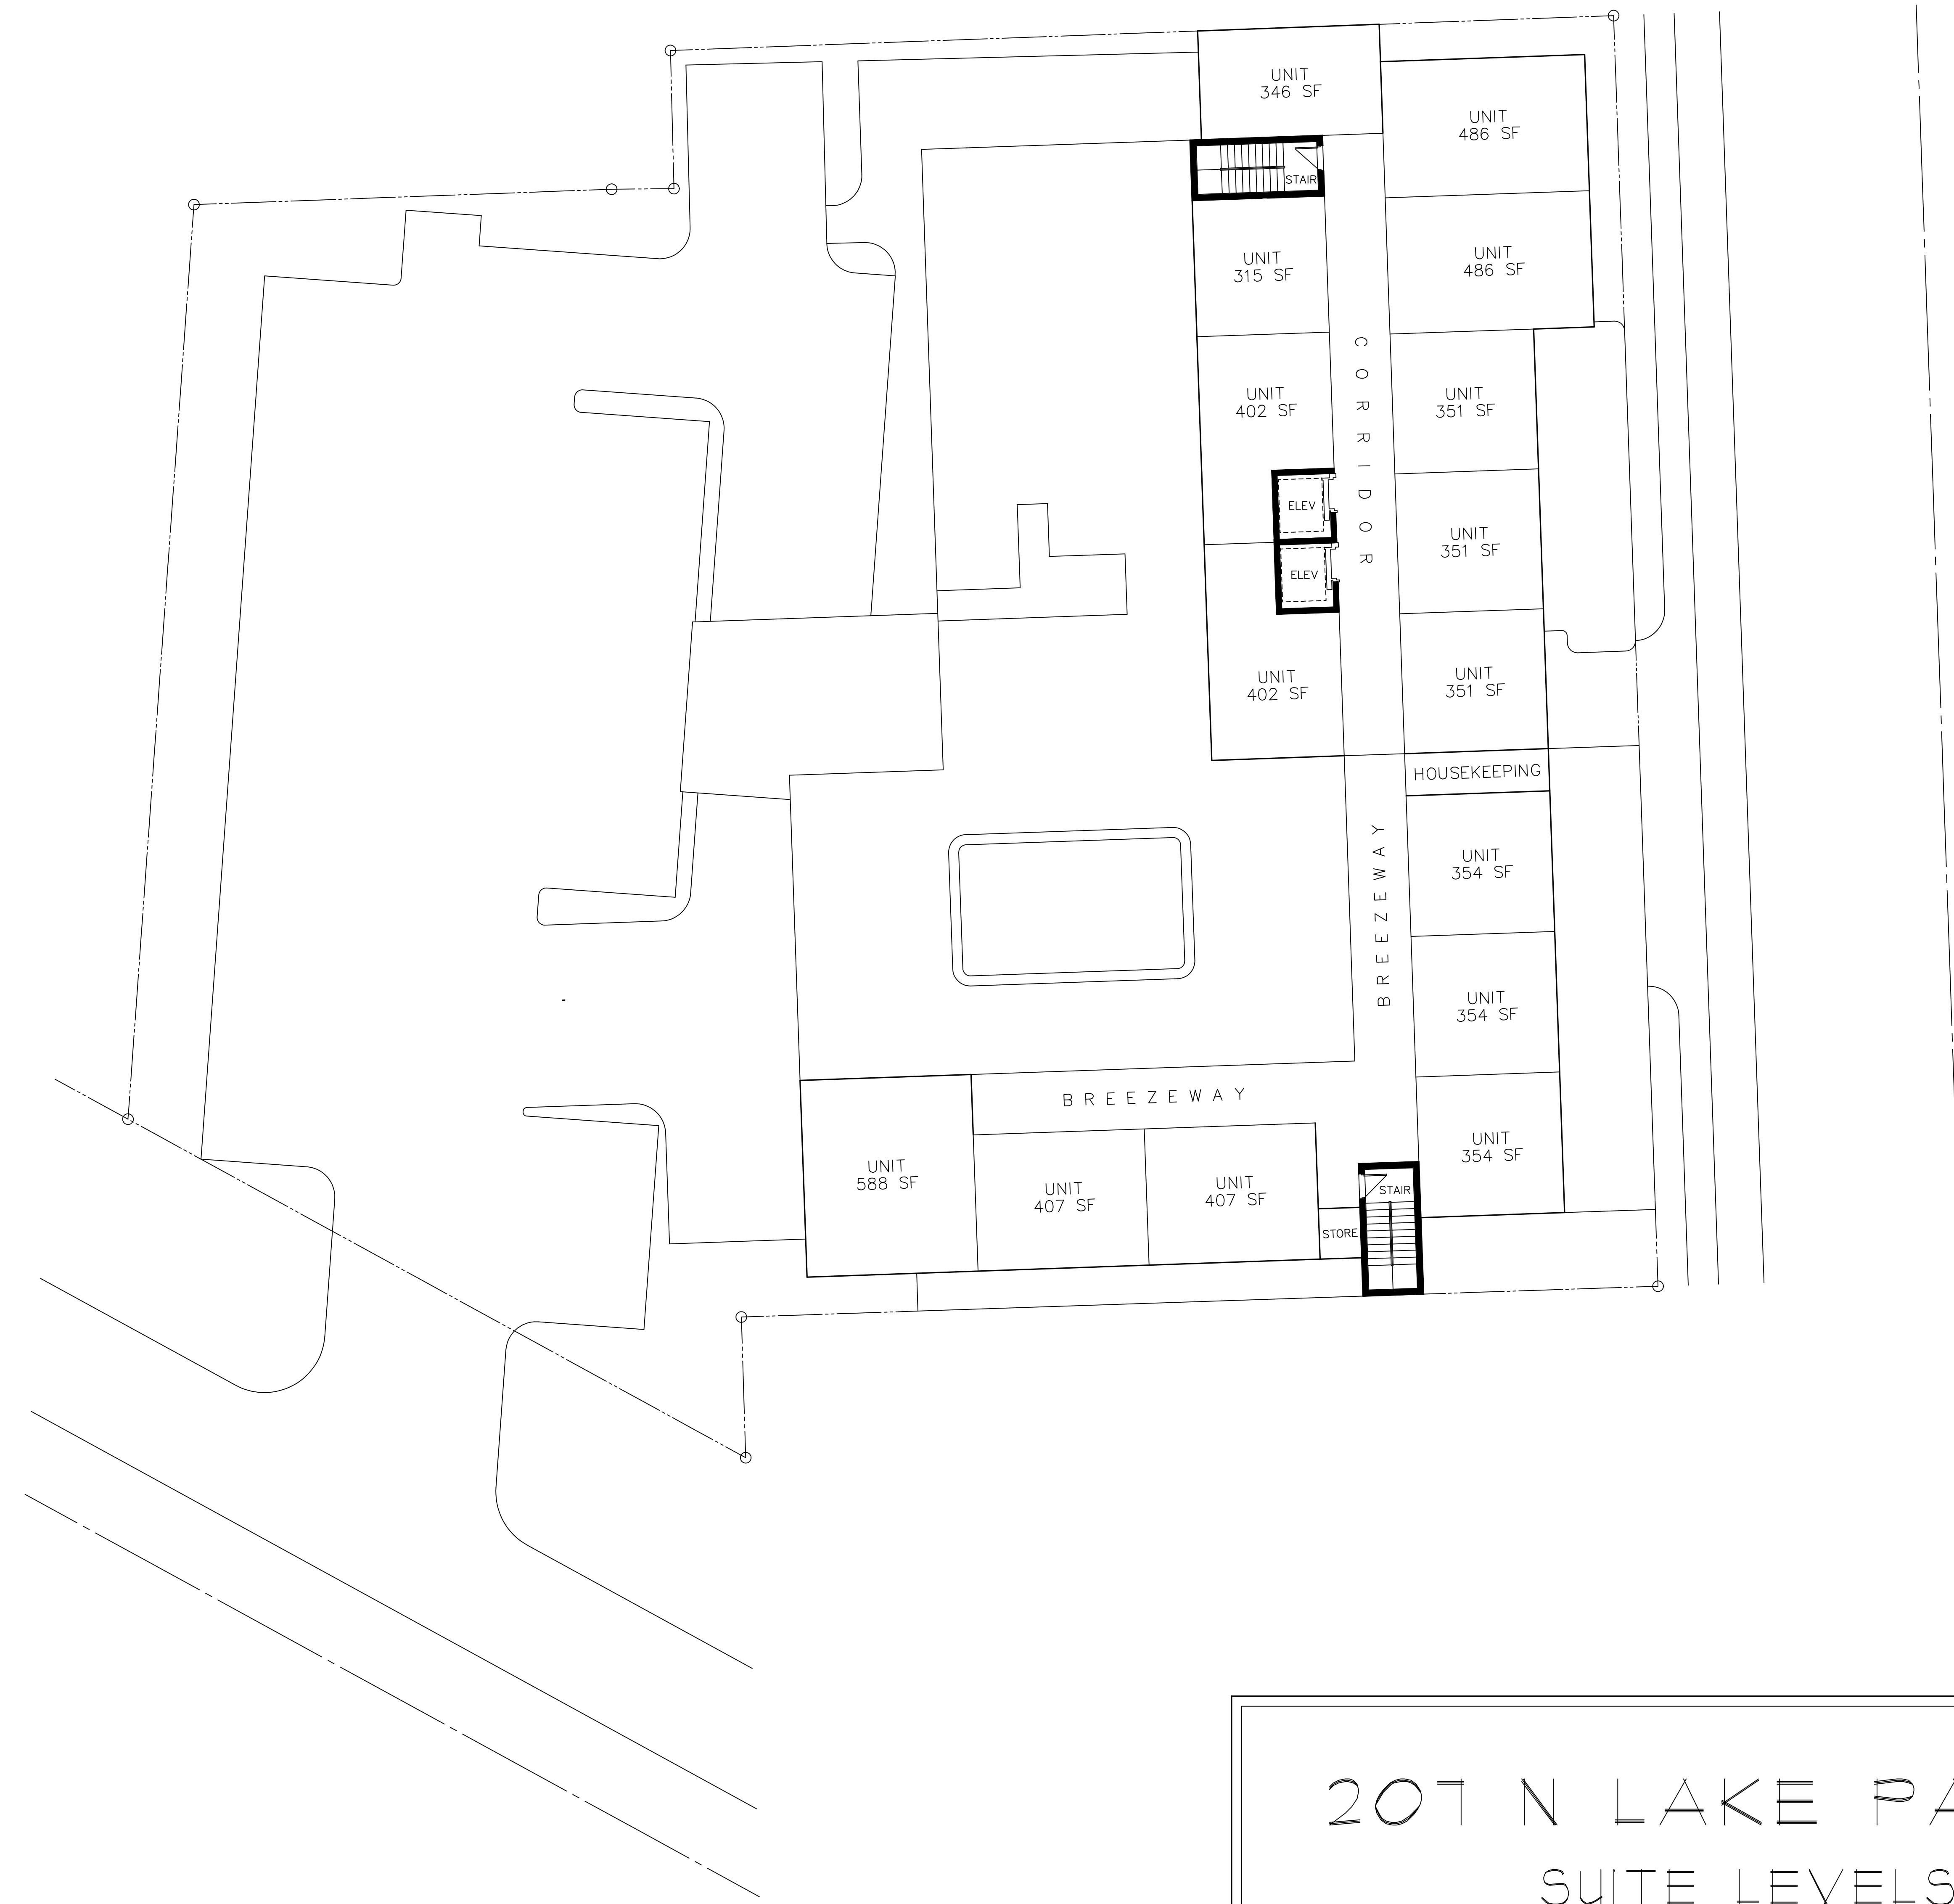 UNIT
346 SF
UNIT
486 SF
STAIR
UNIT
486 SF
UNIT
315 SF
CORRIDOR
UNIT
402 SF
UNIT
351 SF
ELEV
UNIT
351 SF
ELEV
UNIT
402 SF
UNIT
351 SF
HOUSEKEEPING
BREEZEWAY
UNIT
354 SF
UNIT
354 SF
BREEZEWAY
UNIT
354 SF
UNIT
588 SF
UNIT
407 SF
UNIT
407 SF
STAIR
STORE
207 N LAKE PA
SUITE LEVELS